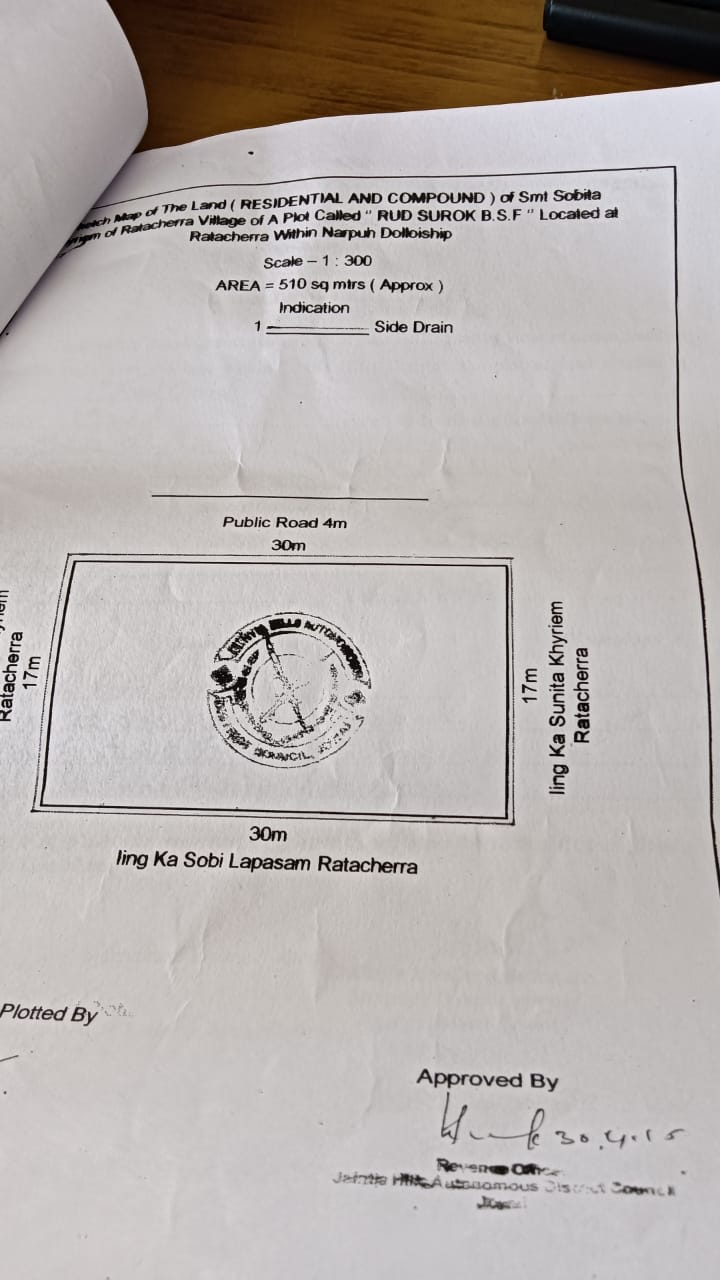 Map of The Land ( RESIDENTIAL AND COMPOUND ) of Smt Sobita
of Ratacherra Village of A Plot Called " RUD SUROK B.S.F " Located at
Ratacherra Within Narpuh Dolloiship
Scale – 1 : 300
AREA = 510 sq mtrs ( Approx )
Indication
1 Side Drain
Public Road 4m
30m
Ratacherra
17m
17m
Iing Ka Sunita Khyriem
Ratacherra
30m
Iing Ka Sobi Lapasam Ratacherra
Plotted By
Approved By
30.4.15
Revenue Officer
Jaintia Hills Autonomous District Council